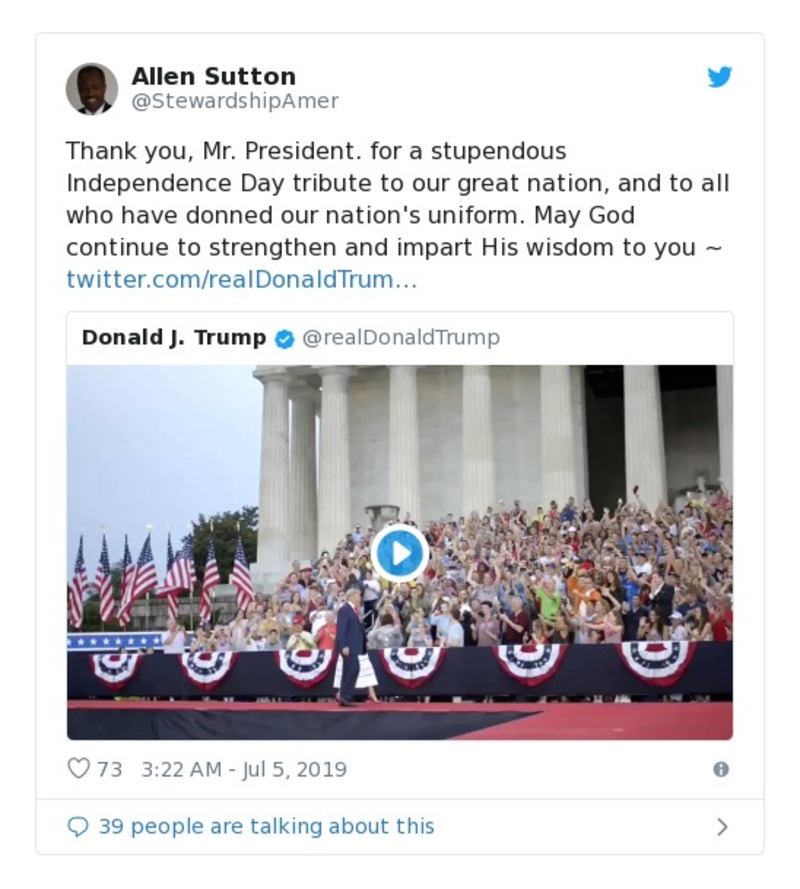 Allen Sutton
@StewardshipAmer
Thank you, Mr. President. for a stupendous
Independence Day tribute to our great nation, and to all
who have donned our nation's uniform. May God
continue to strengthen and impart His wisdom to you ~
twitter.com/realDonaldTrum…
Donald J. Trump @realDonaldTrump
73 3:22 AM - Jul 5, 2019
39 people are talking about this